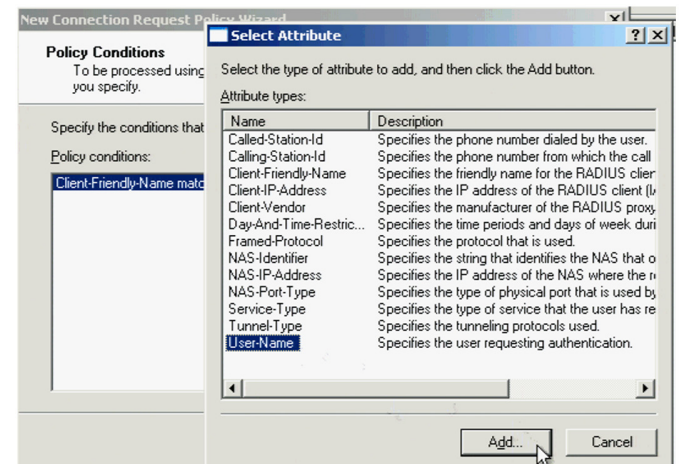 New Connection Request Policy Wizard
Select Attribute
Policy Conditions
To be processed using
you specify.
Specify the conditions that
Policy conditions:
Client-Friendly-Name matc
Select the type of attribute to add, and then click the Add button.
Attribute types:
Name Description
Called-Station-Id Specifies the phone number dialed by the user.
Calling-Station-Id Specifies the phone number from which the call
Client-Friendly-Name Specifies the friendly name for the RADIUS clien
Client-IP-Address Specifies the IP address of the RADIUS client
Client-Vendor Specifies the manufacturer of the RADIUS proxy
Day-And-Time-Restric... Specifies the time periods and days of week duri
Framed-Protocol Specifies the protocol that is used.
NAS-Identifier Specifies the string that identifies the NAS that o
NAS-IP-Address Specifies the IP address of the NAS where the
NAS-Port-Type Specifies the type of physical port that is used by
Service-Type Specifies the type of service that the user has re
Tunnel-Type Specifies the tunneling protocols used.
User-Name Specifies the user requesting authentication.
Add... Cancel